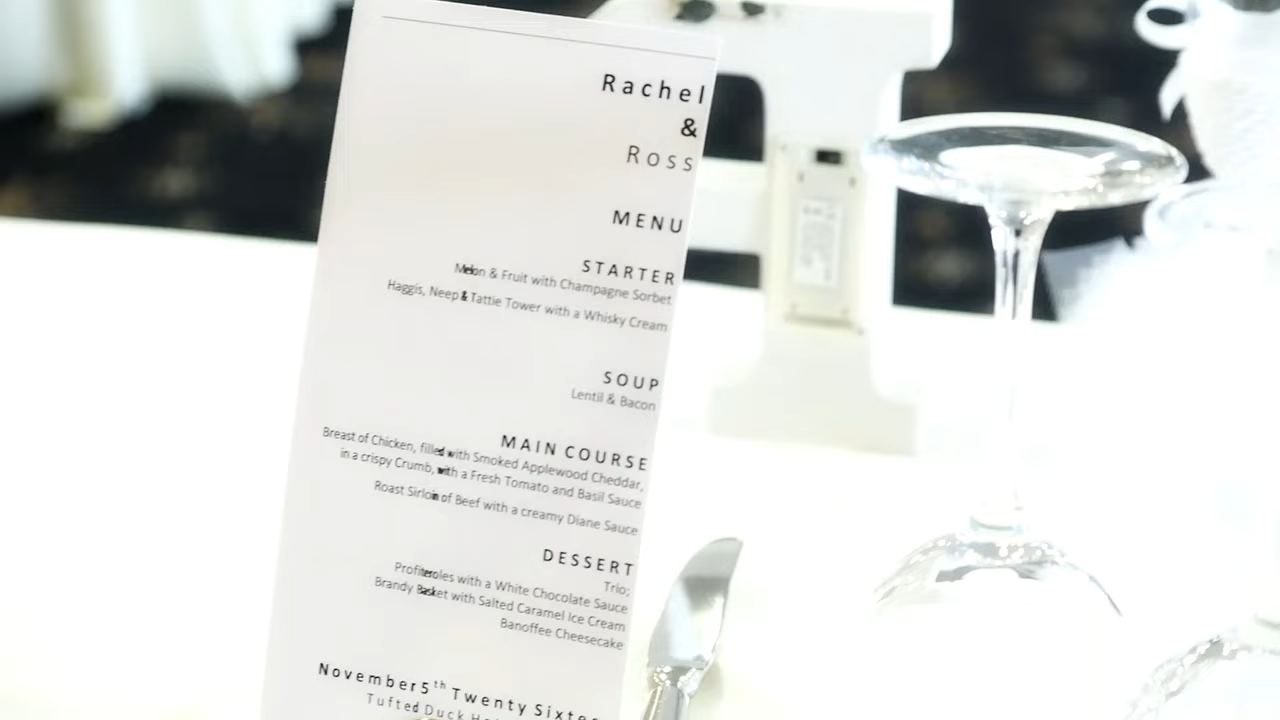 Rachel
&
Ross
MENU
STARTER
Melon & Fruit with Champagne Sorbet
Haggis, Neep & Tattie Tower with a Whisky Cream
SOUP
Lentil & Bacon
MAIN COURSE
Breast of Chicken, filled with Smoked Applewood Cheddar,
in a crispy Crumb, with a Fresh Tomato and Basil Sauce
Roast Sirloin of Beef with a creamy Diane Sauce
DESSERT
Trio;
Profiteroles with a White Chocolate Sauce
Brandy Basket with Salted Caramel Ice Cream
Banoffee Cheesecake
November 5th Twenty
Tufted Duck